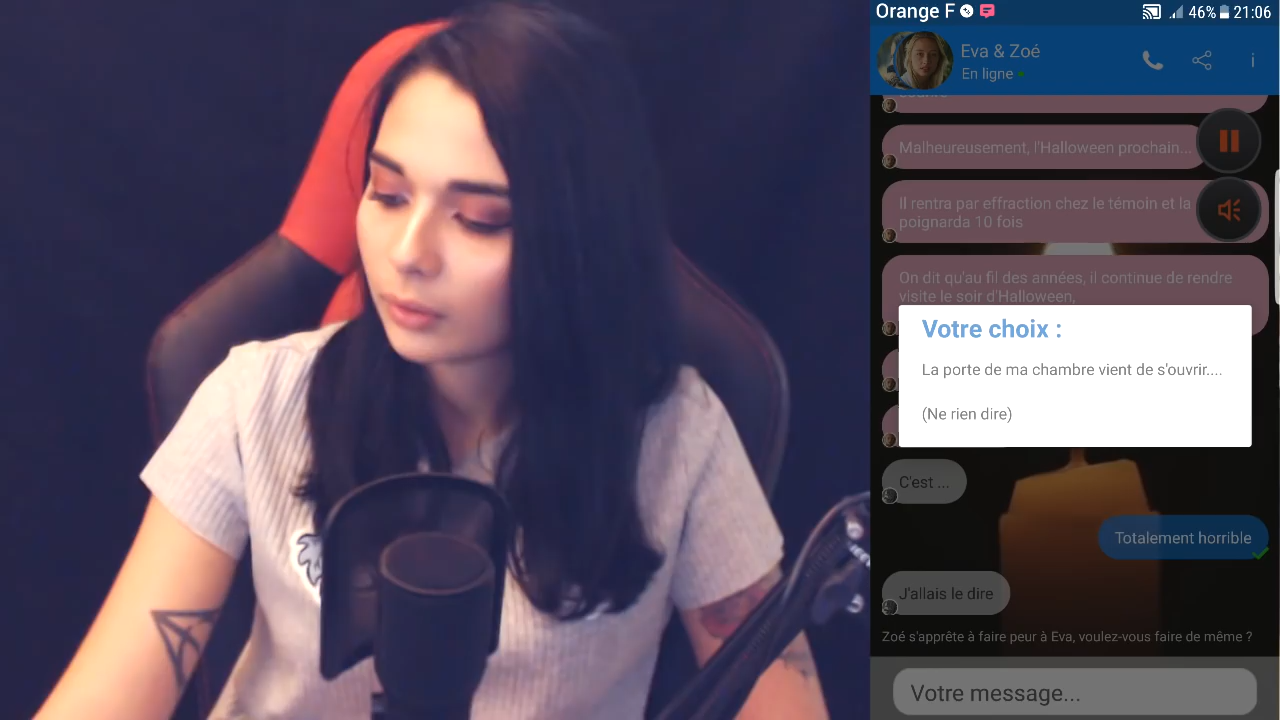 Orange F
46%
21:06
Eva & Zoé
En ligne
Malheureusement, l'Halloween prochain...
Il rentra par effraction chez le témoin et la
poignarda 10 fois
On dit qu'au fil des années, il continue de rendre
visite le soir d'Halloween,
Votre choix :
La porte de ma chambre vient de s'ouvrir....
(Ne rien dire)
C'est ...
Totalement horrible
J'allais le dire
Zoé s'apprête à faire peur à Eva, voulez-vous faire de même ?
Votre message...